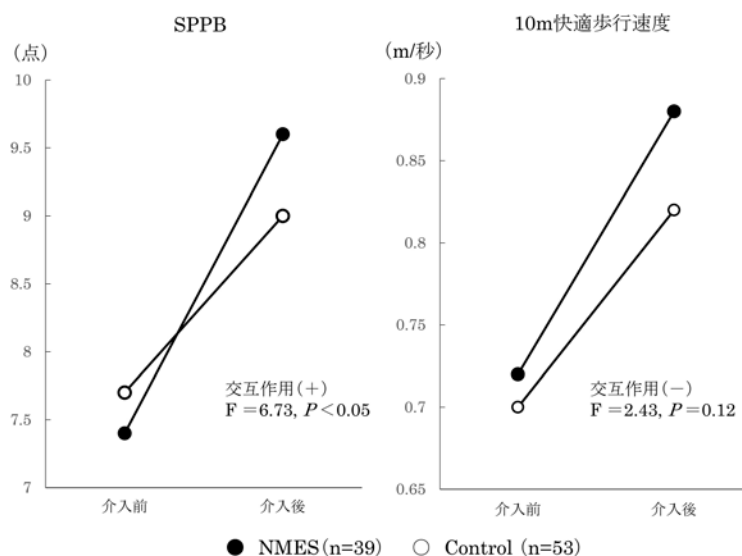 SPPB
(点)
10
9.5
9
8.5
8
7.5
7
交互作用(+)
F =6.73, P<0.05
介入前
介入後
10m快適歩行速度
(m/秒)
0.9
0.85
0.8
0.75
0.7
0.65
交互作用(-)
F =2.43, P=0.12
介入前
介入後
● NMES(n=39) ○ Control (n=53)